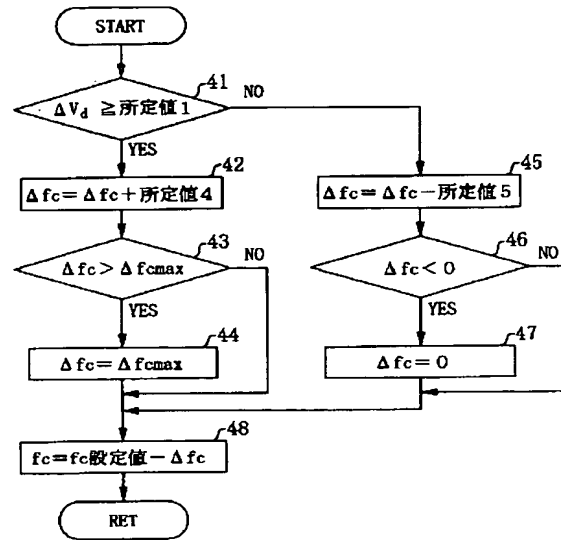 START
41
ΔVd ≧所定値1
NO
YES
42
Δfc=Δfc+所定値4
43
Δfc>Δfcmax
NO
YES
44
Δfc=Δfcmax
45
Δfc=Δfc−所定値5
46
Δfc<0
NO
YES
47
Δfc=0
48
fc=fc設定値−Δfc
RET